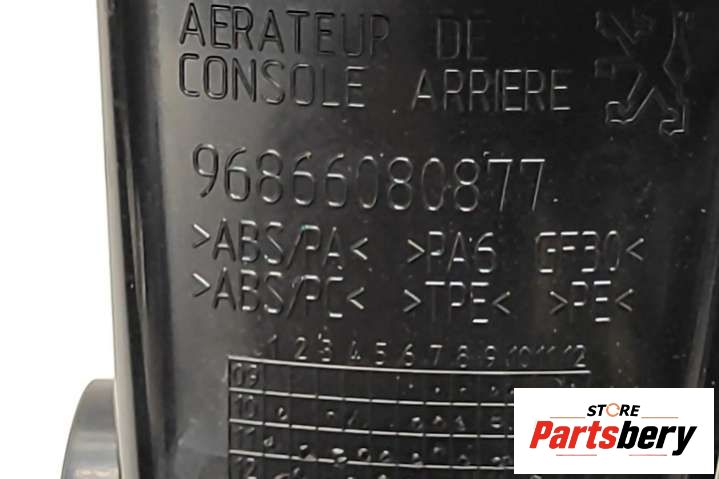 AERATEUR DE
CONSOLE ARRIERE
96866080877
>ABS/PA< >PA6 GF30<
>ABS/PC< >TPE< >PE<
1 2 3 4 5 6 7 8 9 10 11 12
09
10
11
12
STORE
Partsbery